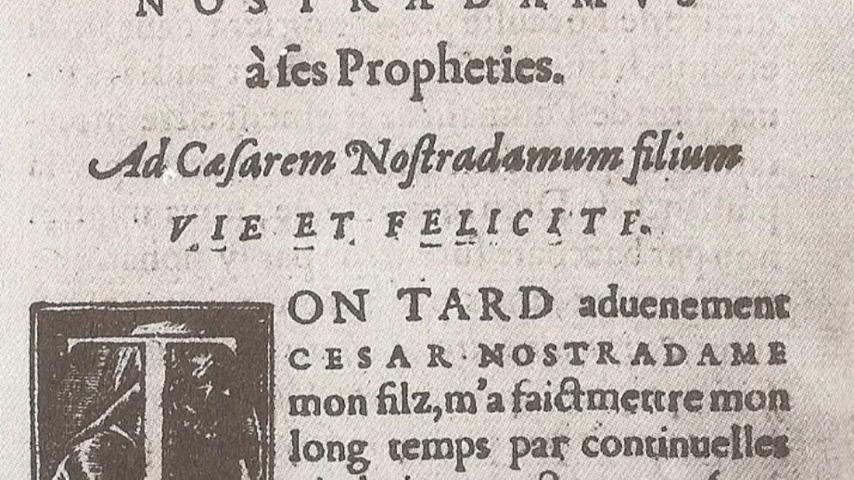 NOSTRADAMVS
à ſes Propheties.
Ad Cæſarem Noſtradamum filium
VIE ET FELICITE.
TON TARD aduenement
CESAR NOSTRADAME
mon filz, m'a faict mettre mon
long temps par continuelles